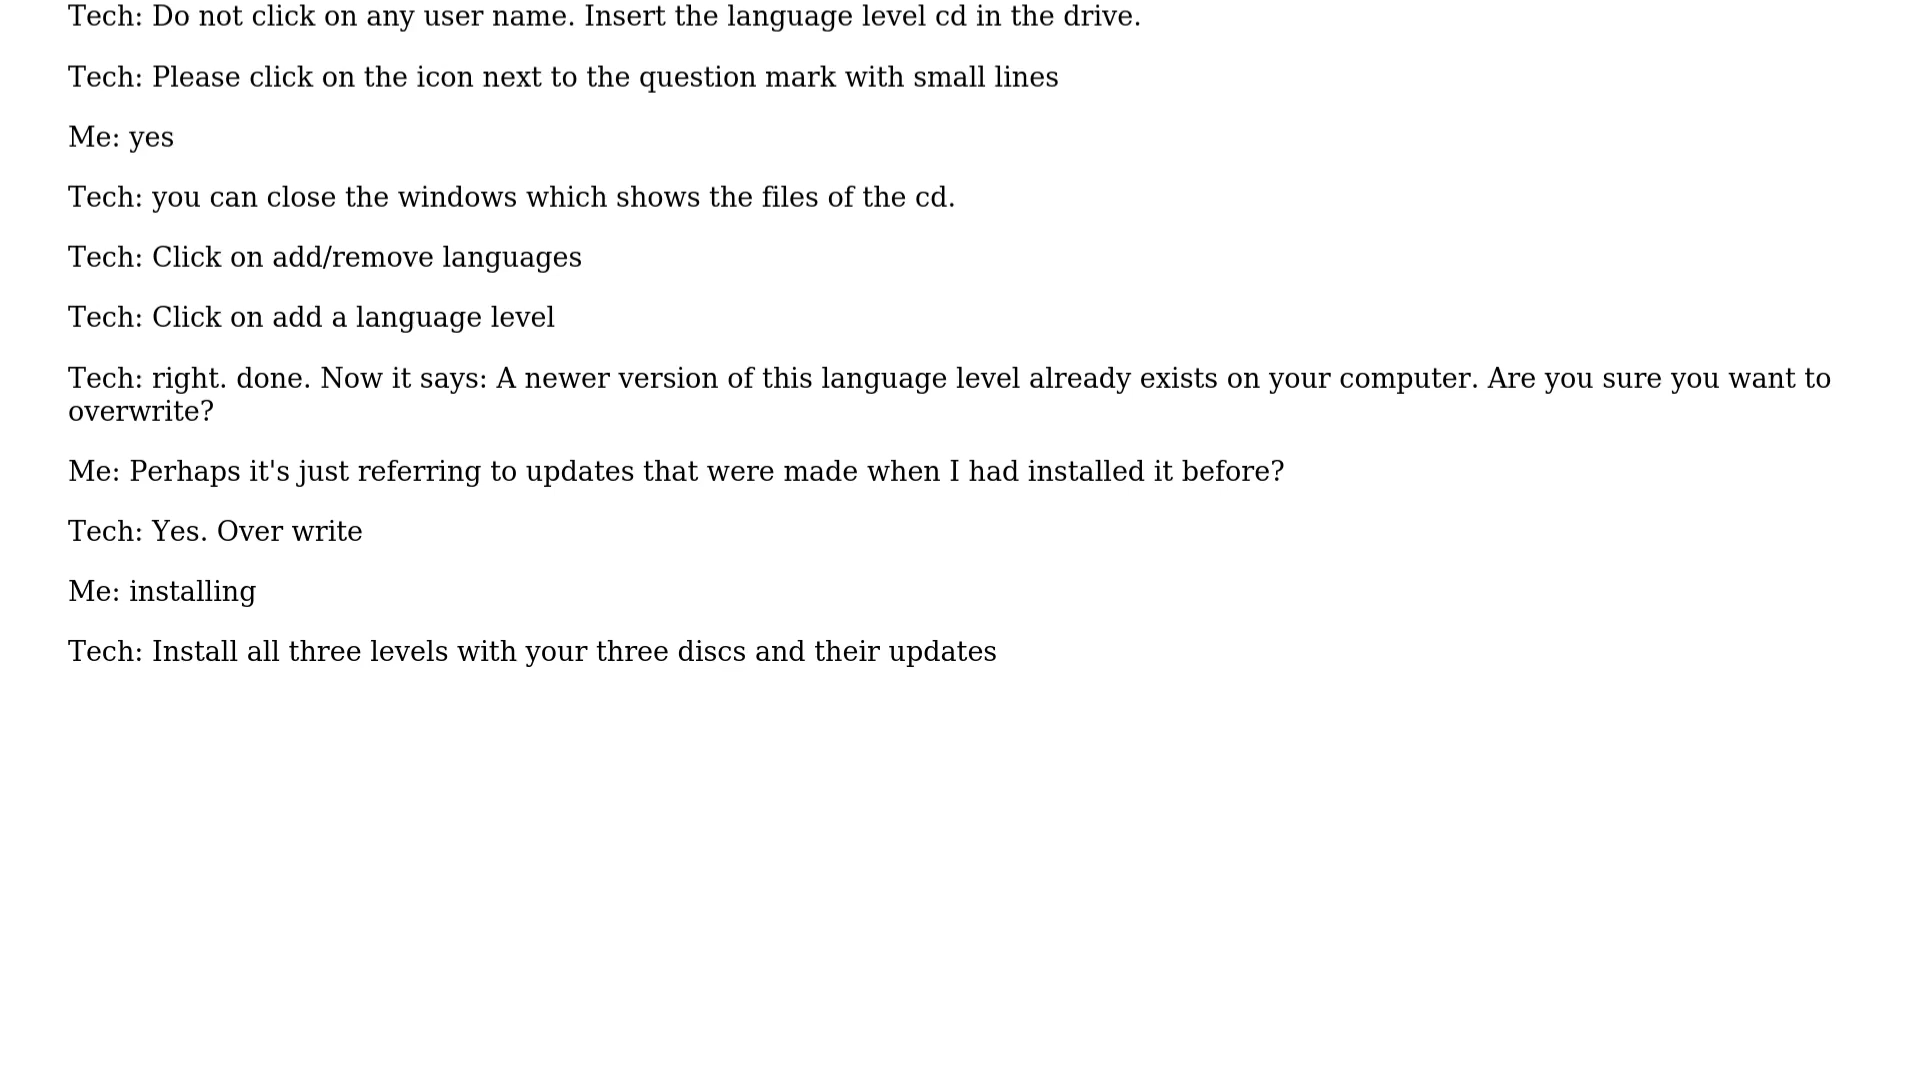 Tech: Do not click on any user name. Insert the language level cd in the drive.
Tech: Please click on the icon next to the question mark with small lines
Me: yes
Tech: you can close the windows which shows the files of the cd.
Tech: Click on add/remove languages
Tech: Click on add a language level
Tech: right. done. Now it says: A newer version of this language level already exists on your computer. Are you sure you want to
overwrite?
Me: Perhaps it's just referring to updates that were made when I had installed it before?
Tech: Yes. Over write
Me: installing
Tech: Install all three levels with your three discs and their updates